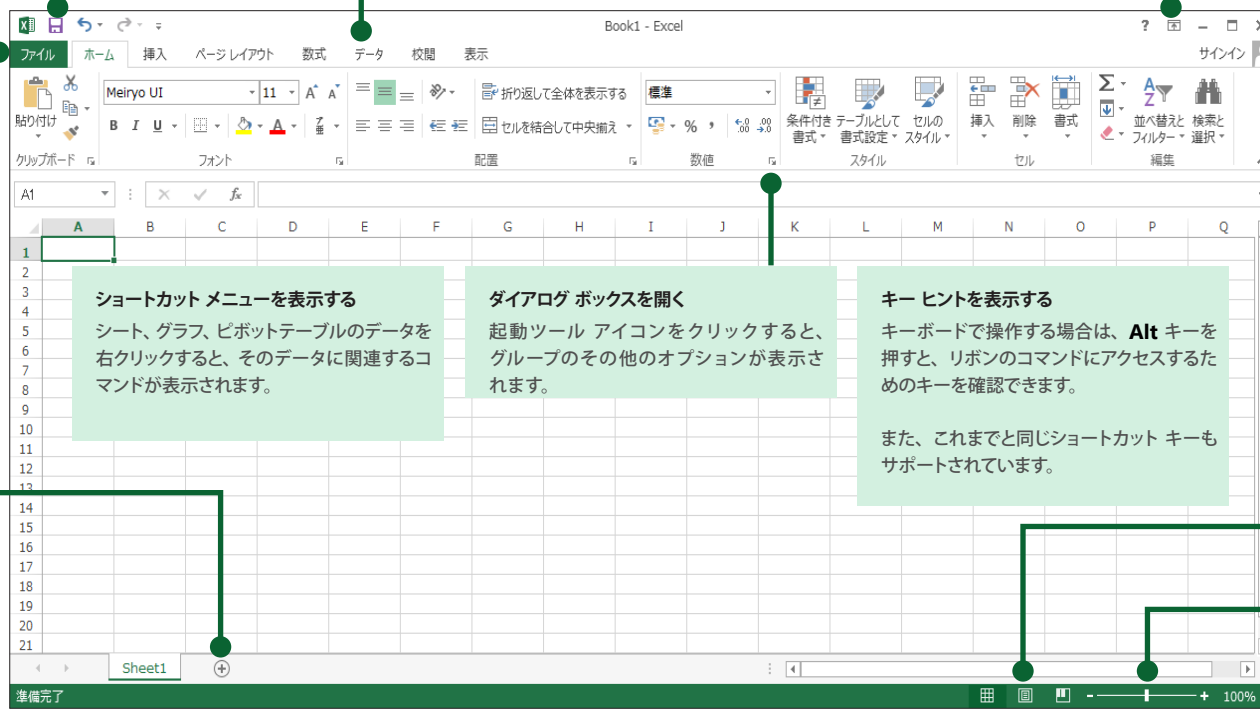 Book1 - Excel
?
ファイル ホーム 挿入 ページ レイアウト 数式 データ 校閲 表示 サインイン
Meiryo UI 11 A A 折り返して全体を表示する 標準
貼り付け B I U A セルを結合して中央揃え % , 条件付き書式 テーブルとして書式設定 セルのスタイル 挿入 削除 書式 Σ 並べ替えとフィルター 検索と選択
クリップボード フォント 配置 数値 スタイル セル 編集
A1 fx
A B C D E F G H I J K L M N O P Q
1
2
3
4
5
6
7
8
9
10
11
12
13
14
15
16
17
18
19
20
21
ショートカット メニューを表示する
シート、グラフ、ピボットテーブルのデータを
右クリックすると、そのデータに関連するコ
マンドが表示されます。
ダイアログ ボックスを開く
起動ツール アイコンをクリックすると、
グループのその他のオプションが表示さ
れます。
キー ヒントを表示する
キーボードで操作する場合は、Alt キーを
押すと、リボンのコマンドにアクセスするた
めのキーを確認できます。
また、これまでと同じショートカット キーも
サポートされています。
Sheet1
準備完了 100%